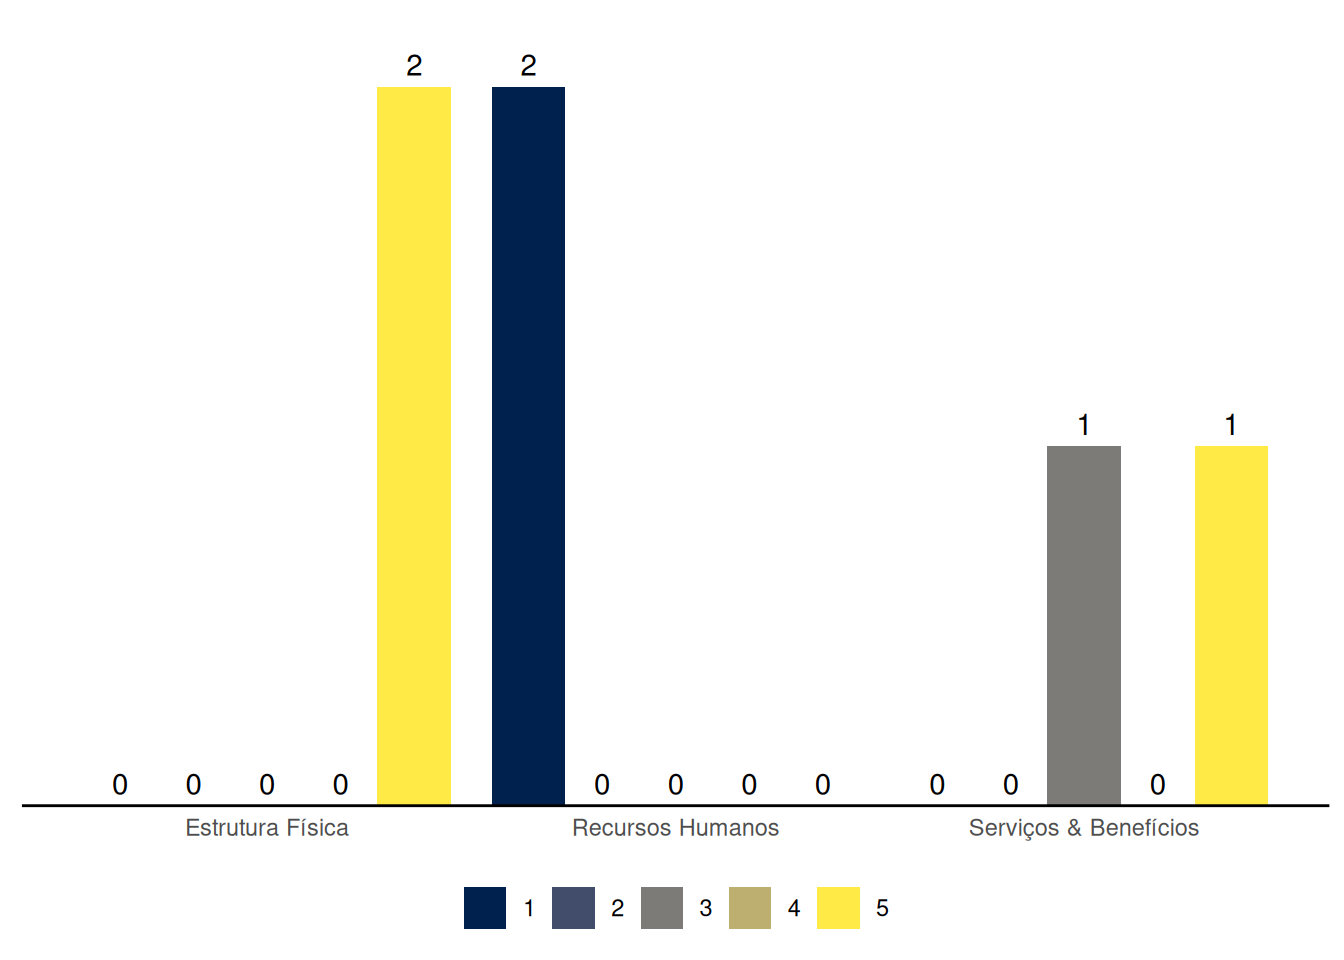 2 2
1 1
0 0 0 0 0 0 0 0 0 0 0
Estrutura Física Recursos Humanos Serviços & Benefícios
1 2 3 4 5